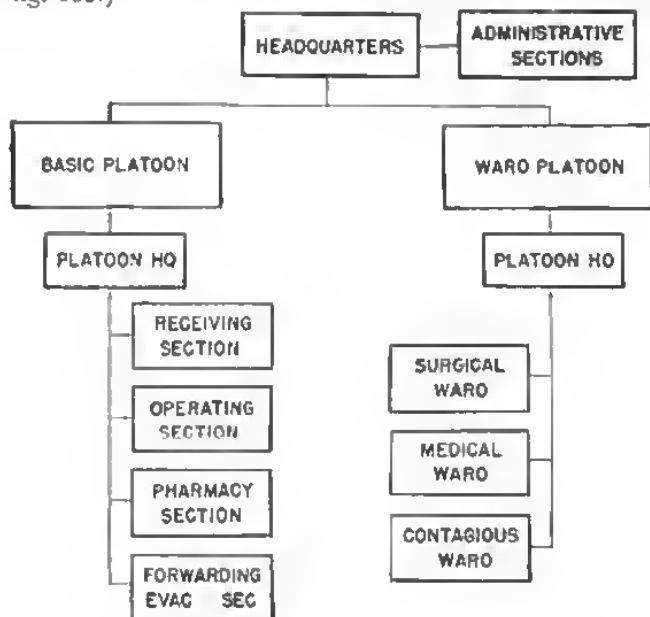 HEADQUARTERS
ADMINISTRATIVE
SECTIONS
BASIC PLATOON
WARO PLATOON
PLATOON HQ
PLATOON HO
RECEIVING
SECTION
OPERATING
SECTION
PHARMACY
SECTION
FORWARDING
EVAC SEC
SURGICAL
WARO
MEDICAL
WARO
CONTAGIOUS
WARO